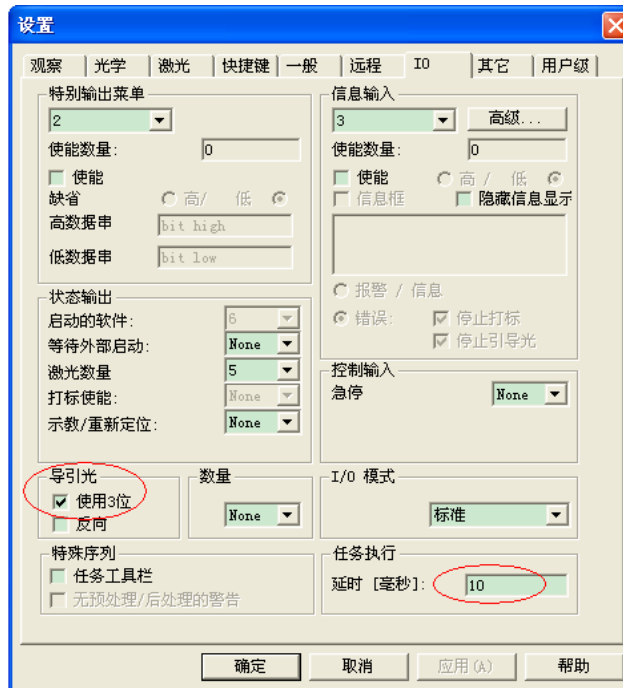 设置
观察 光学 激光 快捷键 一般 远程 IO 其它 用户级
特别输出菜单
2
使能数量: 0
使能
缺省 高/ 低
高数据串 bit high
低数据串 bit low
信息输入
3 高级...
使能数量: 0
使能 高 / 低
信息框 隐藏信息显示
报警 / 信息
错误: 停止打标
停止引导光
状态输出
启动的软件: 6
等待外部启动: None
激光数量 5
打标使能: None
示教/重新定位: None
控制输入
急停 None
导引光
使用3位
反向
数量
None
I/O 模式
标准
特殊序列
任务工具栏
无预处理/后处理的警告
任务执行
延时 [毫秒]: 10
确定 取消 应用(A) 帮助